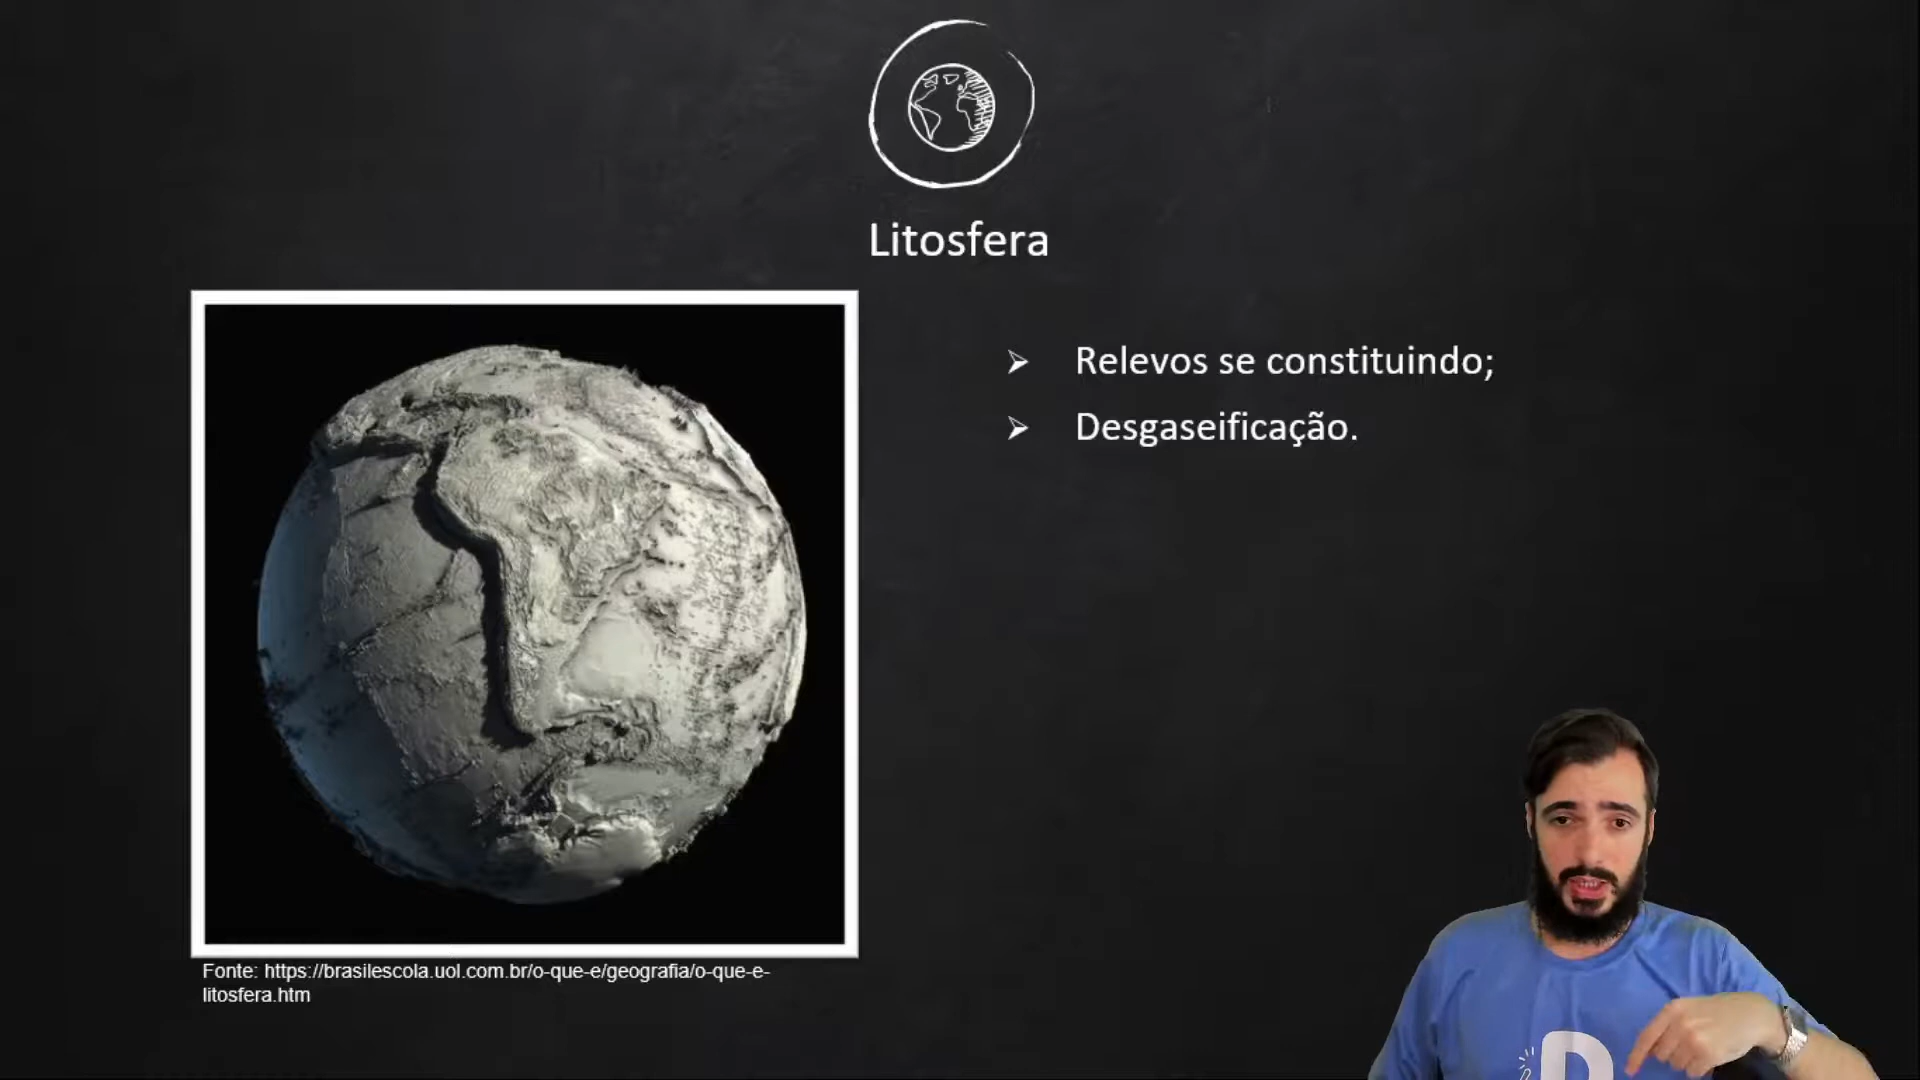 Litosfera
Relevos se constituindo;
Desgaseificação.
Fonte: https://brasilescola.uol.com.br/o-que-e/geografia/o-que-e-
litosfera.htm